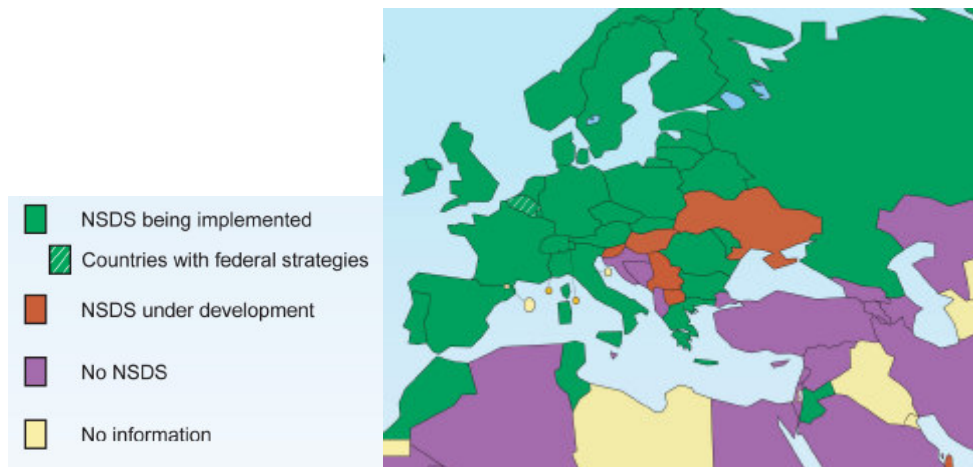 NSDS being implemented
Countries with federal strategies
NSDS under development
No NSDS
No information